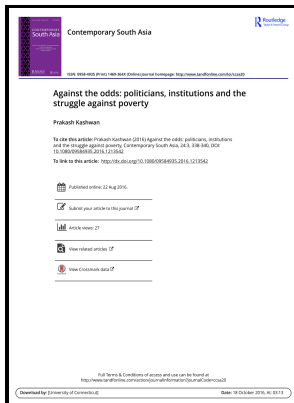 Contemporary South Asia
Routledge
ISSN: 0958-4935 (Print) 1469-364X (Online) Journal homepage: http://www.tandfonline.com/loi/ccsa20
Against the odds: politicians, institutions and the
struggle against poverty
Prakash Kashwan
To cite this article: Prakash Kashwan (2016) Against the odds: politicians, institutions
and the struggle against poverty, Contemporary South Asia, 24:3, 338-340, DOI:
10.1080/09584935.2016.1213542
To link to this article: http://dx.doi.org/10.1080/09584935.2016.1213542
Published online: 22 Aug 2016.
Submit your article to this journal
Article views: 27
View related articles
View Crossmark data
Full Terms & Conditions of access and use can be found at
http://www.tandfonline.com/action/journalInformation?journalCode=ccsa20
Download by: [University of Connecticut]
Date: 18 October 2016, At: 03:13